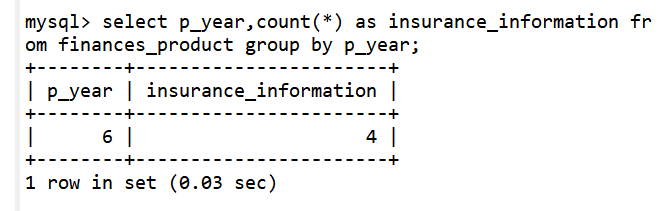 mysql> select p_year,count(*) as insurance_information fr
om finances_product group by p_year;
+--------+-----------------------+
| p_year | insurance_information |
+--------+-----------------------+
|      6 |                     4 |
+--------+-----------------------+
1 row in set (0.03 sec)